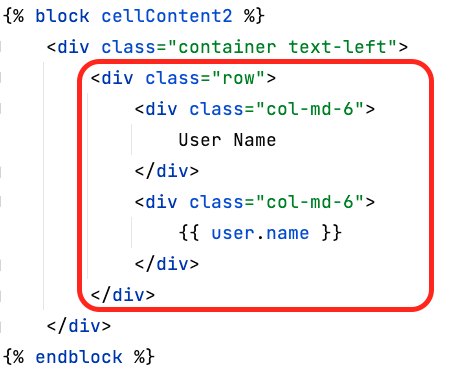 {% block cellContent2 %}
<div class="container text-left">
<div class="row">
<div class="col-md-6">
User Name
</div>
<div class="col-md-6">
{{ user.name }}
</div>
</div>
</div>
{% endblock %}